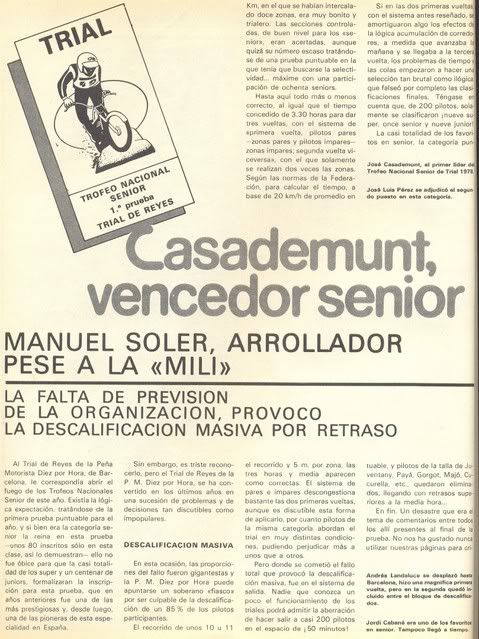 TRIAL
TROFEO NACIONAL
SENIOR
1.ª prueba
TRIAL DE REYES
Km, en el que se habían intercala-
do doce zonas, era muy bonito y
trialero. Las secciones controla-
das, de buen nivel para los «se-
nior», eran acertadas, aunque
quizá su número escaso tratándo-
se de una prueba puntuable en la
que tenía que buscarse la selecti-
vidad... máxime con una partici-
pación de ochenta seniors.
Hasta aquí todo más o menos
correcto, al igual que el tiempo
concedido de 3.30 horas para dar
tres vueltas, con el sistema de
«primera vuelta, pilotos pares
—zonas pares y pilotos impares—
zonas impares; segunda vuelta vi-
ceversa», con el que solamente
se realizan dos veces las zonas.
Según las normas de la Federa-
ción, para calcular el tiempo, a
base de 20 km/h de promedio en
Si en las dos primeras vueltas,
con el sistema antes reseñado, se
amortiguaron algo los efectos de
la lógica acumulación de corredo-
res, a medida que avanzaba la
mañana y se llegaba a la tercera
vuelta, los problemas de tiempo y
las colas empezaron a hacer una
selección tan brutal como ilógica
que falseó por completo las clasi-
ficaciones finales. Téngase en
cuenta que, de 200 pilotos, sola-
mente se clasificaron ¡nueve su-
per, once senior y nueve junior!
La casi totalidad de los favori-
tos en senior, la categoría pun-
José Casademunt, el primer líder del
Trofeo Nacional Senior de Trial 1978.
José Luis Pérez se adjudicó el segun-
do puesto en esta categoría.
Casademunt,
vencedor senior
MANUEL SOLER, ARROLLADOR
PESE A LA «MILI»
LA FALTA DE PREVISION
DE LA ORGANIZACION, PROVOCO
LA DESCALIFICACION MASIVA POR RETRASO
Al Trial de Reyes de la Peña
Motorista Diez por Hora, de Bar-
celona, le correspondía abrir el
fuego de los Trofeos Nacionales
Senior de este año. Existía la lógi-
ca expectación, tratándose de la
primera prueba puntuable para el
año, y si bien era la categoría se-
nior la reina en esta prueba
—unos 80 inscritos sólo en esta
clase, así lo demuestran— ello no
fue óbice para que la casi totali-
dad de los super y un centenar de
juniors, formalizaran la inscrip-
ción para esta prueba, que en
años anteriores fue una de las
más prestigiosas y, desde luego,
una de las pioneras de esta espe-
cialidad en España.
Sin embargo, es triste recono-
cerlo, pero el Trial de Reyes de la
P. M. Diez por Hora, se ha con-
vertido en los últimos años en
una sucesión de problemas y de
decisiones tan discutibles como
impopulares.
DESCALIFICACION MASIVA
En esta ocasión, las proporcio-
nes del fallo fueron gigantestas y
la P. M. Diez por Hora puede
apuntarse un soberano «fiasco»
por ser culpable de la descalifica-
ción de un 85 % de los pilotos
participantes.
El recorrido de unos 10 u 11
el recorrido y 5 m. por zona, las
tres horas y media aparecen
como correctas. El sistema de
pares e impares descongestiona
bastante las dos primeras vueltas,
aunque es discutible esta forma
de aplicarlo, por cuanto pilotos de
la misma categoría abordan el
trial en muy distintas condicio-
nes, pudiendo perjudicar más a
unos que a otros.
Pero donde se cometió el fallo
total que provocó la descalifica-
ción masiva, fue en el sistema de
salida. Nadie que conozca un
poco el funcionamiento de los
triales podrá admitir la aberración
de hacer salir a casi 200 pilotos
en el espacio de ¡50 minutos!
tuable, y pilotos de la talla de Ju-
ventany, Payá, Gorgot, Majó, Cu-
curella, etc., quedaron elimina-
dos, llegando con retrasos supe-
riores a la media hora...
En fin. Un desastre que era el
tema de comentarios entre todos
los allí presentes al final de la
prueba. No nos ha gustado nunca
utilizar nuestras páginas para cri-
Andrés Landaluce se desplazó hasta
Barcelona, hizo una magnífica primera
vuelta, pero en la segunda quedó in-
cluido entre el bloque de descalifica-
dos.
Jordi Cabané era uno de los favoritos
en senior. Tampoco llegó a tiempo.